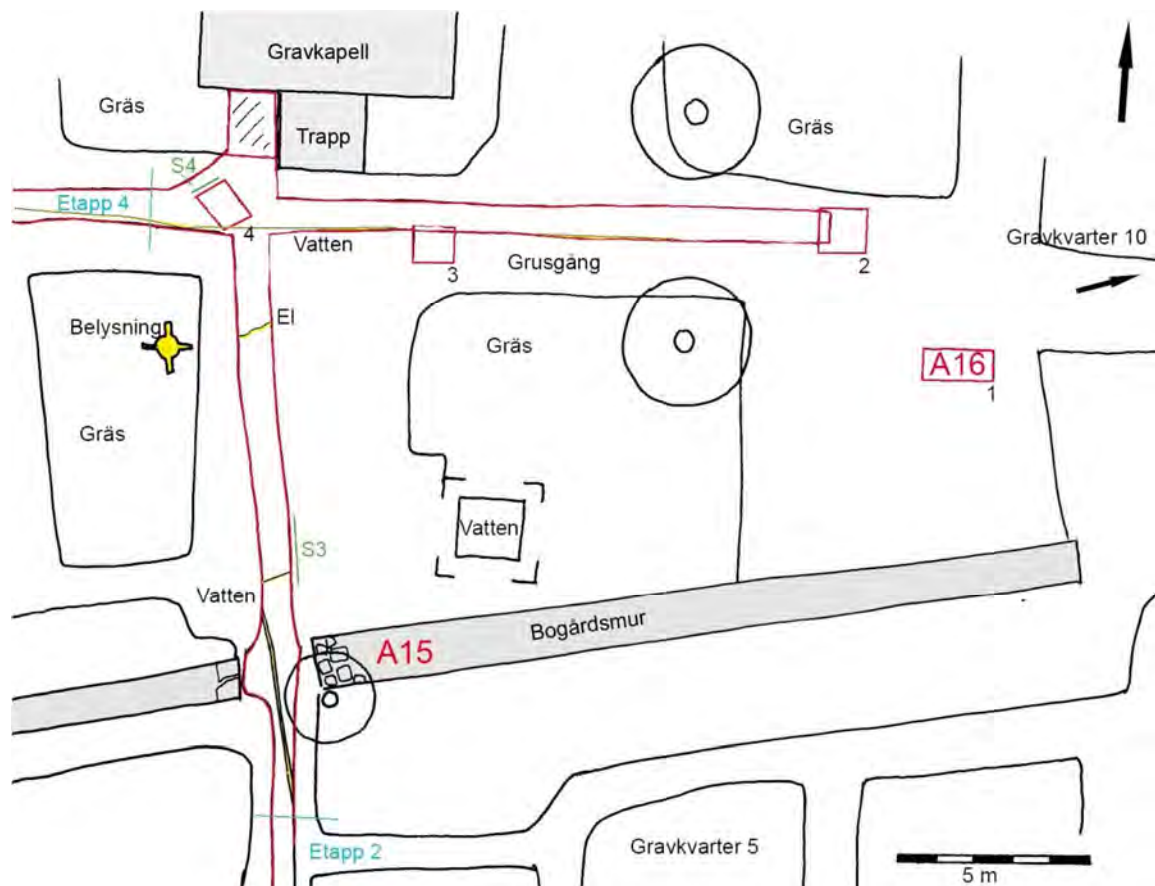 Gravkapell
Gräs
Trapp
Gräs
S4
Etapp 4
4
Vatten
3
Grusgång
2
Gravkvarter 10
El
Belysning
Gräs
A16
1
Gräs
Vatten
S3
Vatten
Bogårdsmur
A15
Etapp 2
Gravkvarter 5
5 m